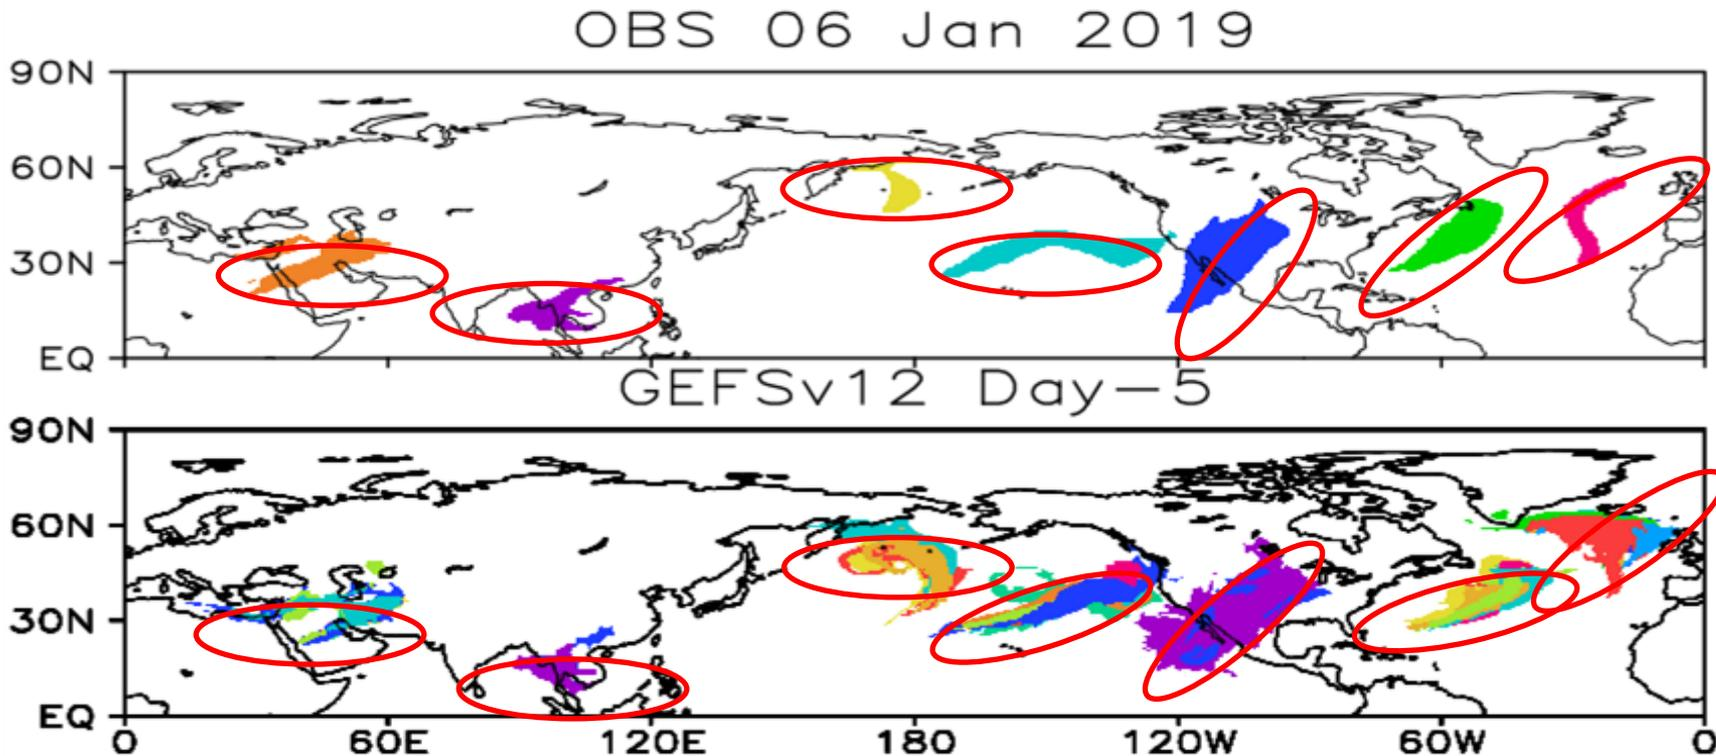 OBS 06 Jan 2019
90N
60N
30N
EQ
GEFSv12 Day-5
90N
60N
30N
EQ
0 60E 120E 180 120W 60W 0